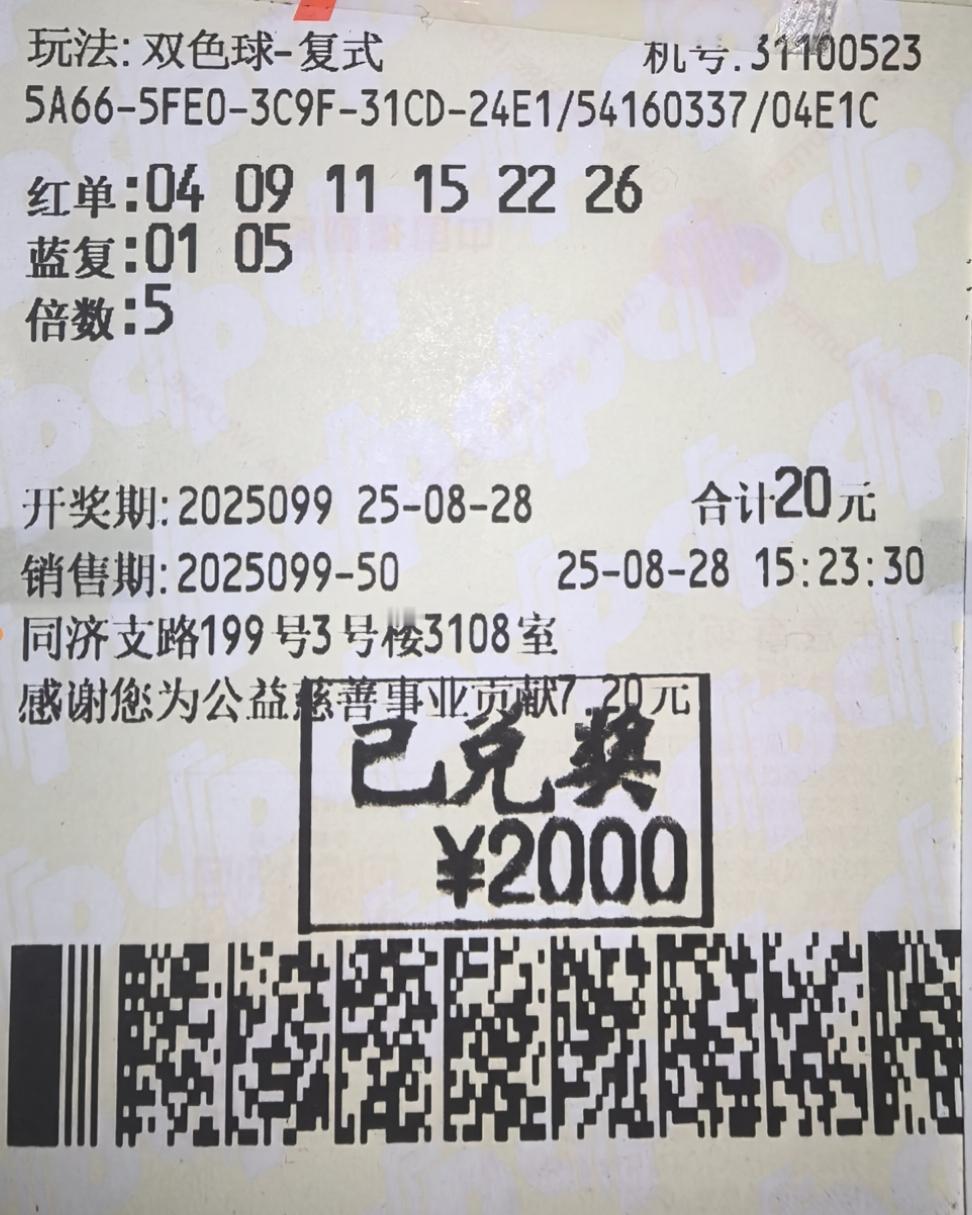 玩法: 双色球-复式 机号. 31100523
5A66-5FE0-3C9F-31CD-24E1/54160337/04E1C
红单:04 09 11 15 22 26
蓝复:01 05
倍数:5
开奖期:2025099 25-08-28 合计20元
销售期:2025099-50 25-08-28 15:23:30
同济支路199号3号楼3108室
感谢您为公益慈善事业贡献7.20元
已兑奖
¥2000